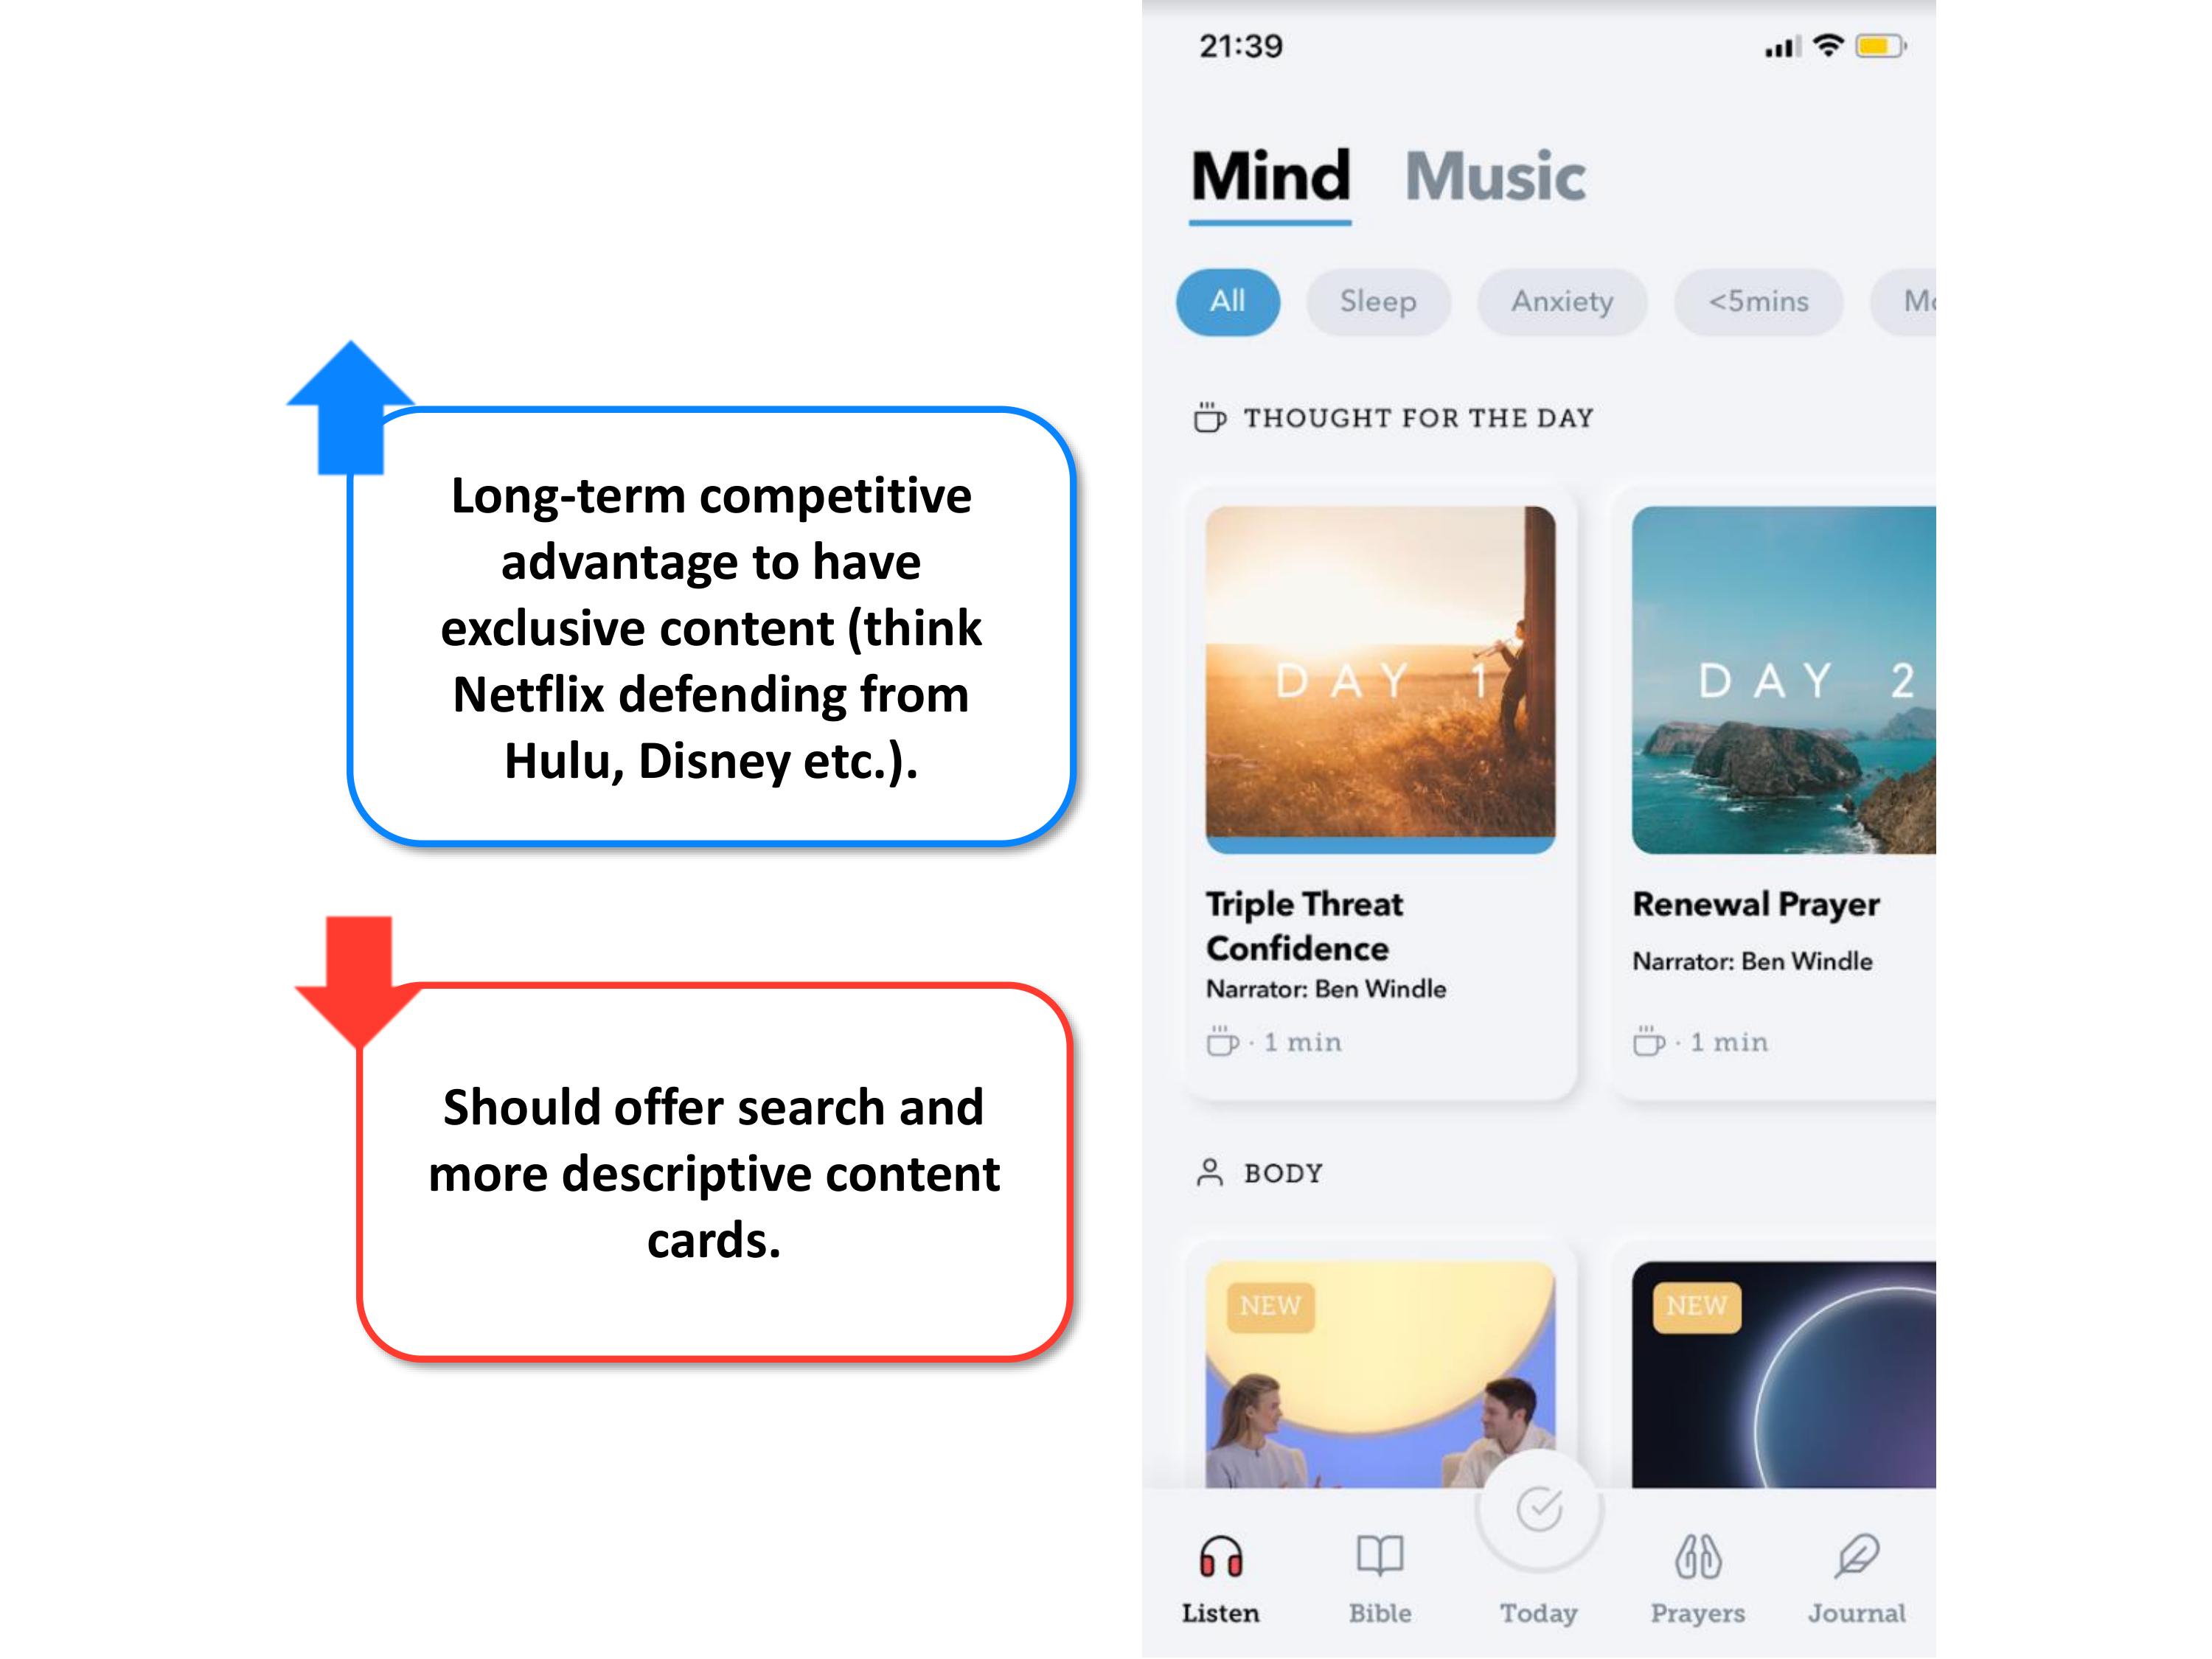 Long-term competitive
advantage to have
exclusive content (think
Netflix defending from
Hulu, Disney etc.).
Should offer search and
more descriptive content
cards.
21:39
Mind Music
All Sleep Anxiety <5mins
THOUGHT FOR THE DAY
DAY 1 DAY 2
Triple Threat
Confidence
Narrator: Ben Windle
1 min
Renewal Prayer
Narrator: Ben Windle
1 min
BODY
NEW NEW
Listen Bible Today Prayers Journal